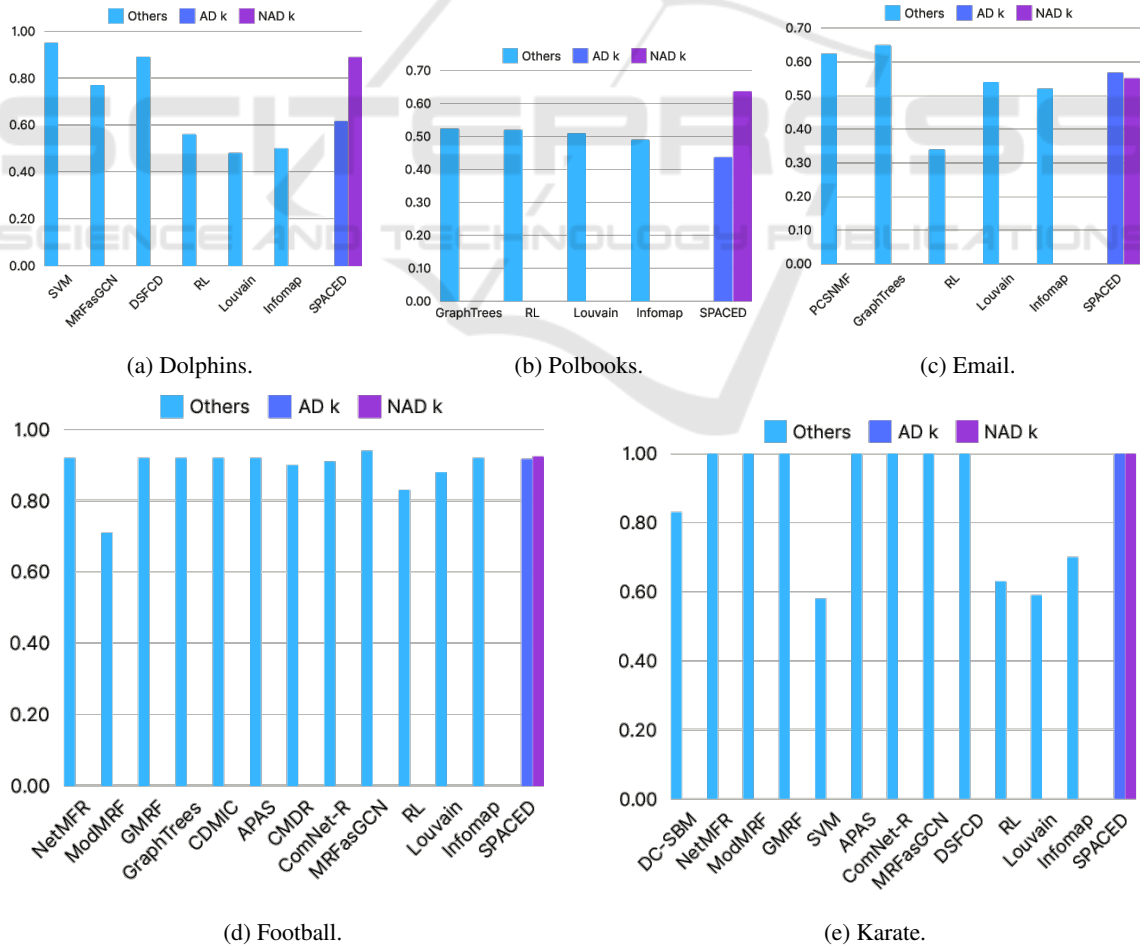 Others AD k NAD k
1.00
0.80
0.60
0.40
0.20
0.00
SVM MRFasGCN DSFCD RL Louvain Infomap SPACED
(a) Dolphins.
Others AD k NAD k
0.70
0.60
0.50
0.40
0.30
0.20
0.10
0.00
GraphTrees RL Louvain Infomap SPACED
(b) Polbooks.
Others AD k NAD k
0.70
0.60
0.50
0.40
0.30
0.20
0.10
0.00
PCSNMF GraphTrees RL Louvain Infomap SPACED
(c) Email.
SCITEPRESS
SCIENCE AND TECHNOLOGY PUBLICATIONS
Others AD k NAD k
1.00
0.80
0.60
0.40
0.20
0.00
NetMFR ModMRF GMRF GraphTrees CDMIC APAS CMDR ComNet-R MRFasGCN RL Louvain Infomap SPACED
(d) Football.
Others AD k NAD k
1.00
0.80
0.60
0.40
0.20
0.00
DC-SBM NetMFR ModMRF GMRF SVM APAS ComNet-R MRFasGCN DSFCD RL Louvain Infomap SPACED
(e) Karate.